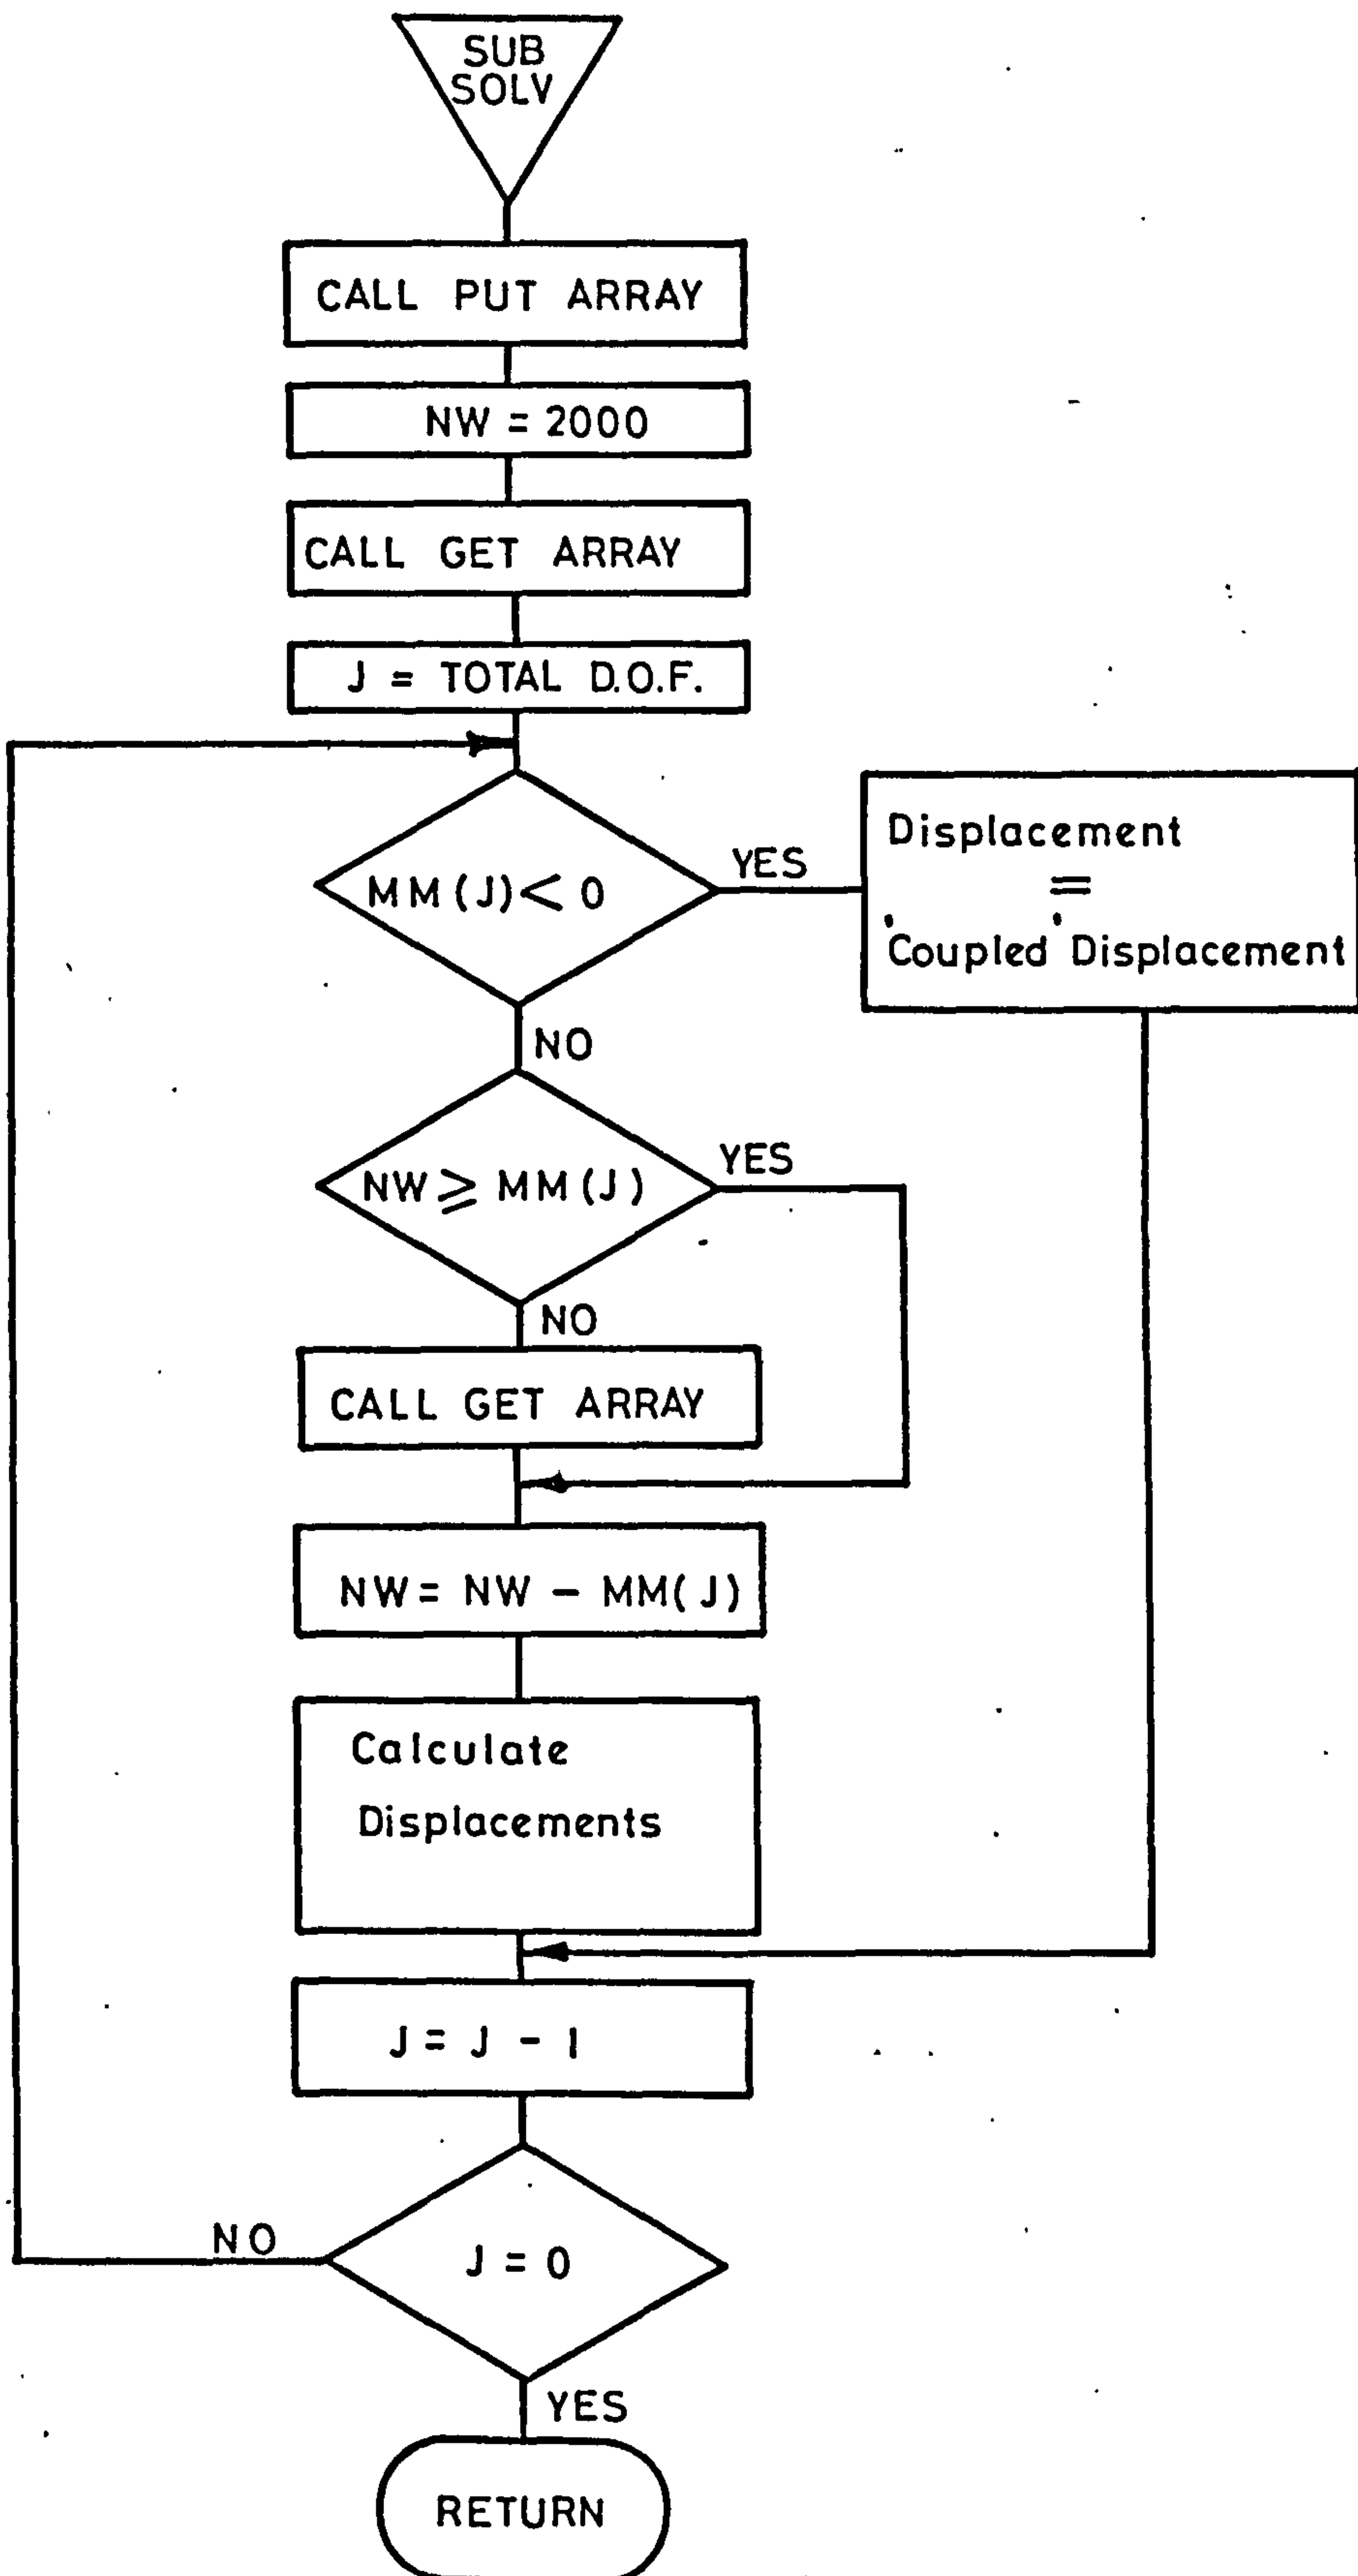 SUB
SOLV
CALL PUT ARRAY
NW = 2000
CALL GET ARRAY
J = TOTAL D.O.F.
MM(J) < 0
YES
Displacement
=
'Coupled' Displacement
NO
NW ⩾ MM(J)
YES
NO
CALL GET ARRAY
NW = NW - MM(J)
Calculate
Displacements
J = J - 1
NO
J = 0
YES
RETURN